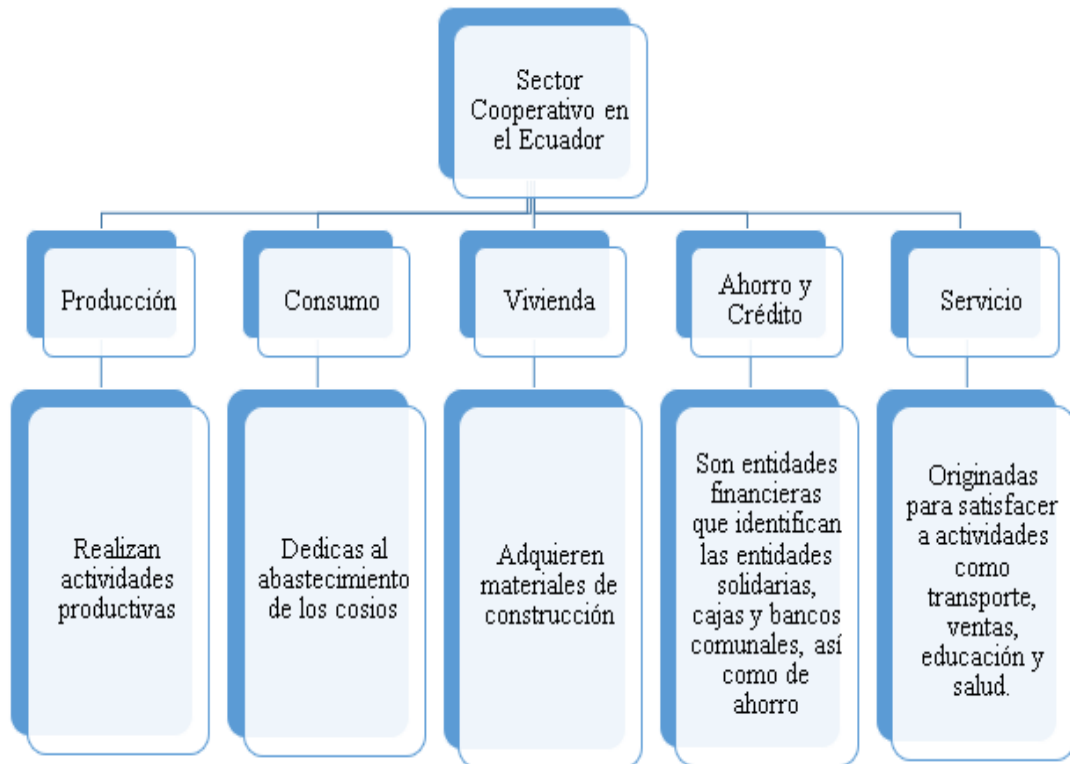 Sector
Cooperativo en
el Ecuador
Producción
Consumo
Vivienda
Ahorro y
Crédito
Servicio
Realizan
actividades
productivas
Dedicas al
abastecimiento
de los cosios
Adquieren
materiales de
construcción
Son entidades
financieras
que identifican
las entidades
solidarias,
cajas y bancos
comunales, así
como de
ahorro
Originadas
para satisfacer
a actividades
como
transporte,
ventas,
educación y
salud.